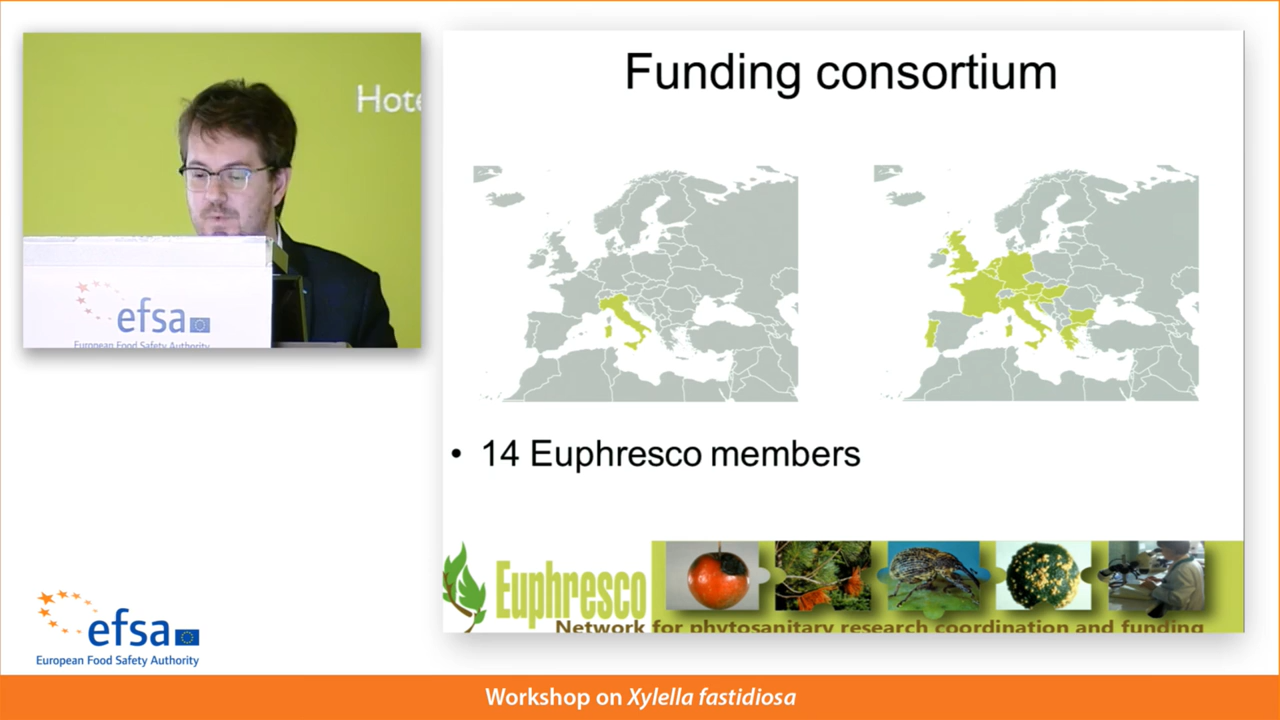 Hote
efsa
European Food Safety Authority
Funding consortium
• 14 Euphresco members
Euphresco
Network for phytosanitary research coordination and funding
efsa
European Food Safety Authority
Workshop on Xylella fastidiosa